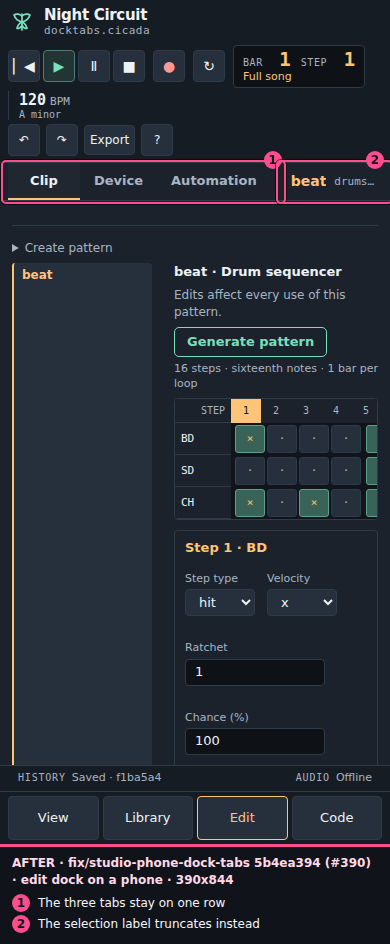 Night Circuit
docktabs.cicada
BAR 1 STEP 1
Full song
120 BPM
A minor
Export ?
1 2
Clip Device Automation beat drums…
Create pattern
beat
beat · Drum sequencer
Edits affect every use of this
pattern.
Generate pattern
16 steps · sixteenth notes · 1 bar per
loop
STEP 1 2 3 4 5
BD × · · ·
SD · · · ·
CH × · × ·
Step 1 · BD
Step type Velocity
hit x
Ratchet
1
Chance (%)
100
HISTORY Saved · f1ba5a4 AUDIO Offline
View Library Edit Code
AFTER · fix/studio-phone-dock-tabs 5b4ea394 (#390)
· edit dock on a phone · 390x844
1 The three tabs stay on one row
2 The selection label truncates instead